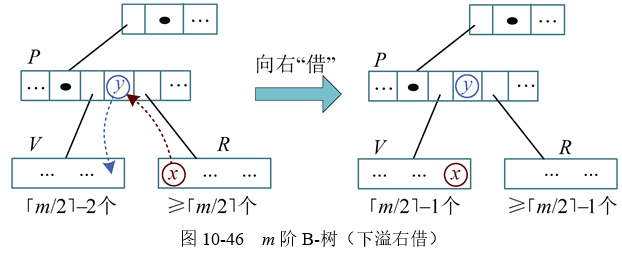 • ...
• ...
P
P
... • y ...
向右“借”
... • y ...
V
R
V
R
... ...
x ... ...
... ... x
... ...
⌈m/2⌉–2个
≥⌈m/2⌉个
⌈m/2⌉–1个
≥⌈m/2⌉–1个
图 10-46 m 阶 B-树（下溢右借）